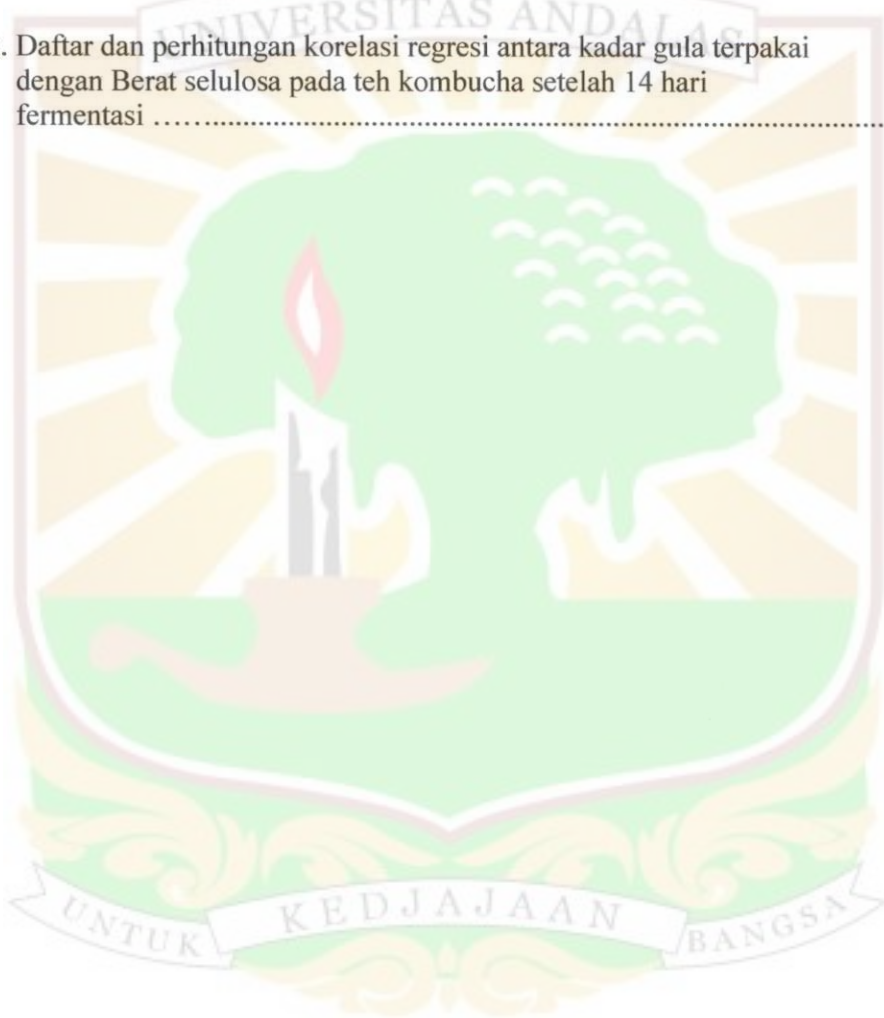 UNIVERSITAS ANDALAS
. Daftar dan perhitungan korelasi regresi antara kadar gula terpakai
dengan Berat selulosa pada teh kombucha setelah 14 hari
fermentasi ................................................................................
UNTUK KEDJAJAAN BANGSA